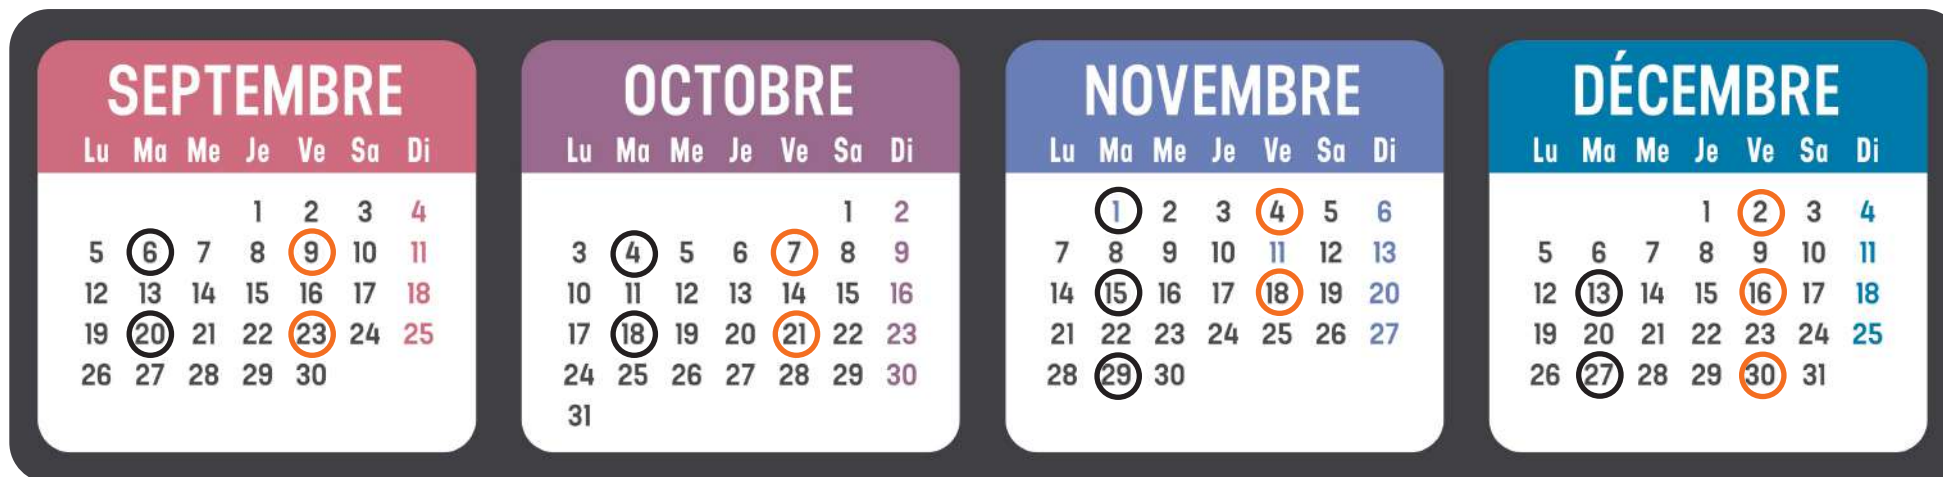 SEPTEMBRE
Lu Ma Me Je Ve Sa Di
1 2 3 4
5 6 7 8 9 10 11
12 13 14 15 16 17 18
19 20 21 22 23 24 25
26 27 28 29 30
OCTOBRE
Lu Ma Me Je Ve Sa Di
1 2
3 4 5 6 7 8 9
10 11 12 13 14 15 16
17 18 19 20 21 22 23
24 25 26 27 28 29 30
31
NOVEMBRE
Lu Ma Me Je Ve Sa Di
1 2 3 4 5 6
7 8 9 10 11 12 13
14 15 16 17 18 19 20
21 22 23 24 25 26 27
28 29 30
DÉCEMBRE
Lu Ma Me Je Ve Sa Di
1 2 3 4
5 6 7 8 9 10 11
12 13 14 15 16 17 18
19 20 21 22 23 24 25
26 27 28 29 30 31